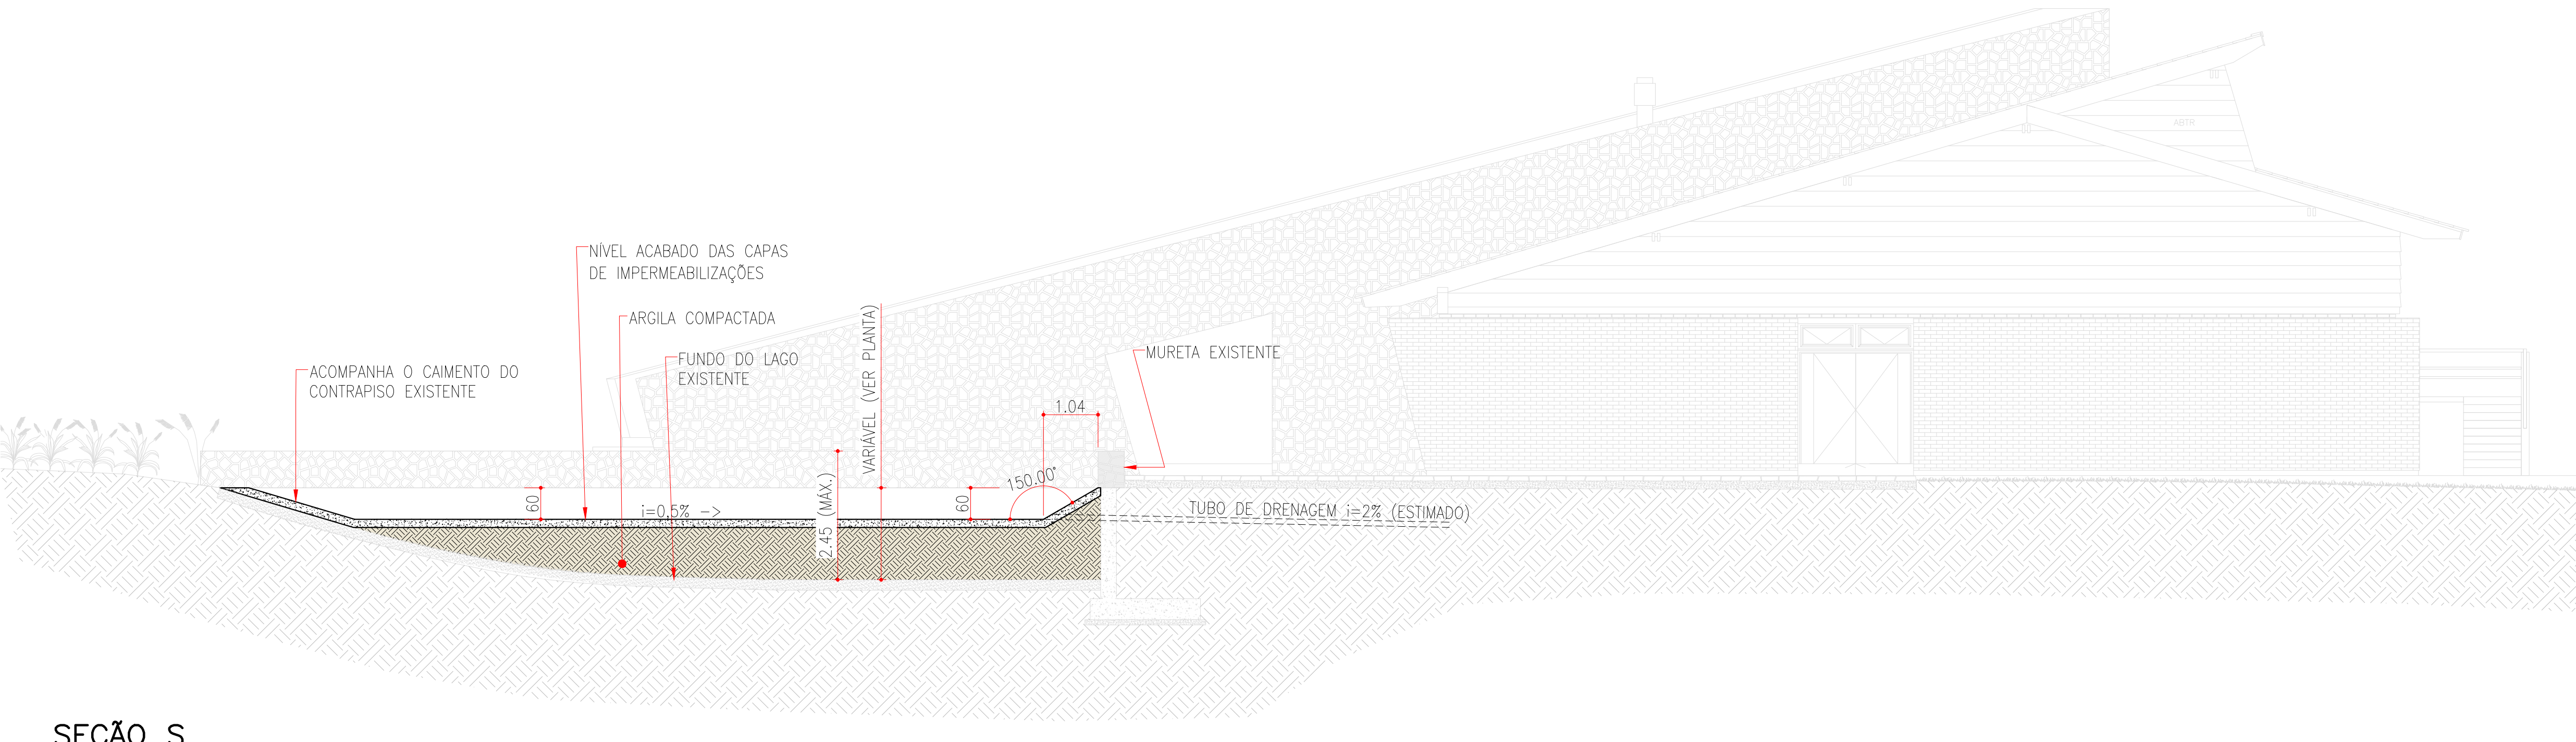 ABTR
NÍVEL ACABADO DAS CAPAS
DE IMPERMEABILIZAÇÕES
ARGILA COMPACTADA
FUNDO DO LAGO
EXISTENTE
ACOMPANHA O CAIMENTO DO
CONTRAPISO EXISTENTE
VARIÁVEL (VER PLANTA)
MURETA EXISTENTE
1.04
150.00°
60
i=0,5% ->
2.45 (MÁX.)
60
TUBO DE DRENAGEM i=2% (ESTIMADO)
SEÇÃO S